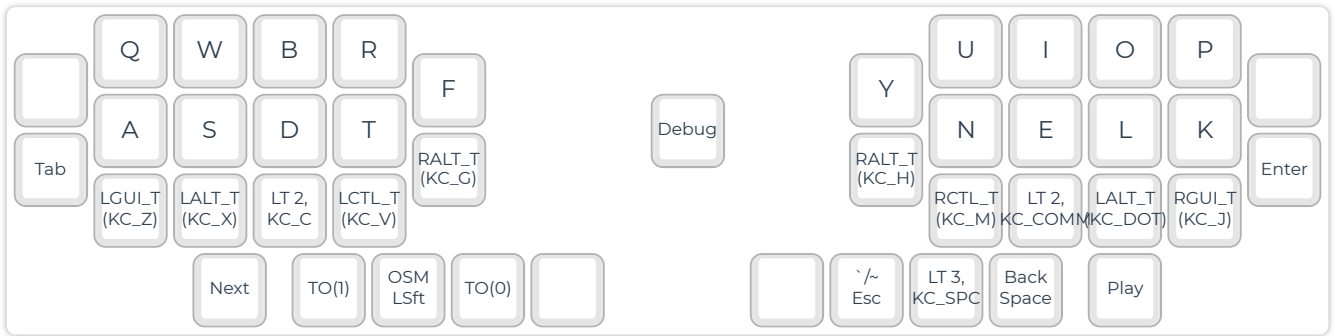 Q W B R U I O P
F Y
A S D T Debug N E L K
Tab RALT_T
(KC_G) RALT_T
(KC_H) Enter
LGUI_T
(KC_Z) LALT_T
(KC_X) LT 2,
KC_C LCTL_T
(KC_V) RCTL_T
(KC_M) LT 2,
KC_COMM LALT_T
(KC_DOT) RGUI_T
(KC_J)
Next TO(1) OSM
LSft TO(0) `/~
Esc LT 3,
KC_SPC Back
Space Play